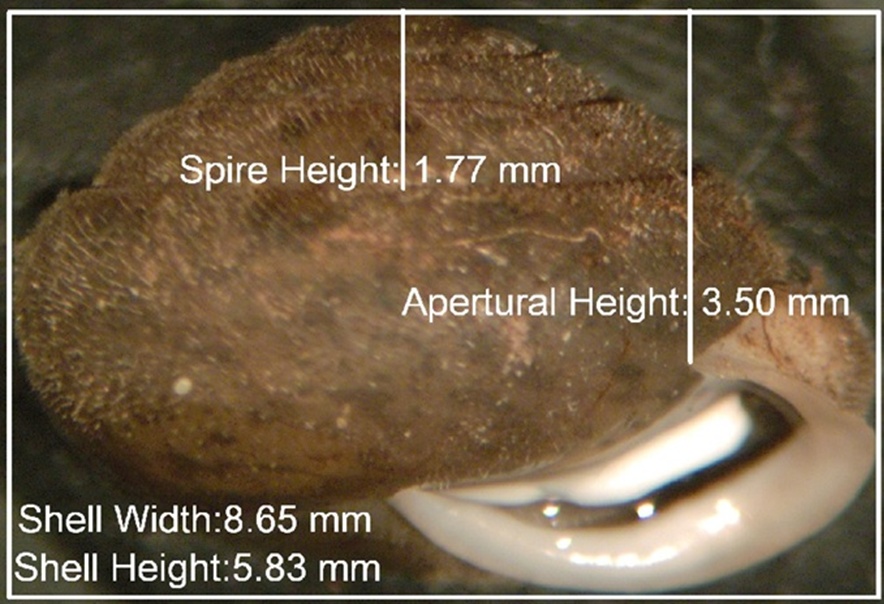 Spire Height: 1.77 mm
Apertural Height: 3.50 mm
Shell Width:8.65 mm
Shell Height:5.83 mm